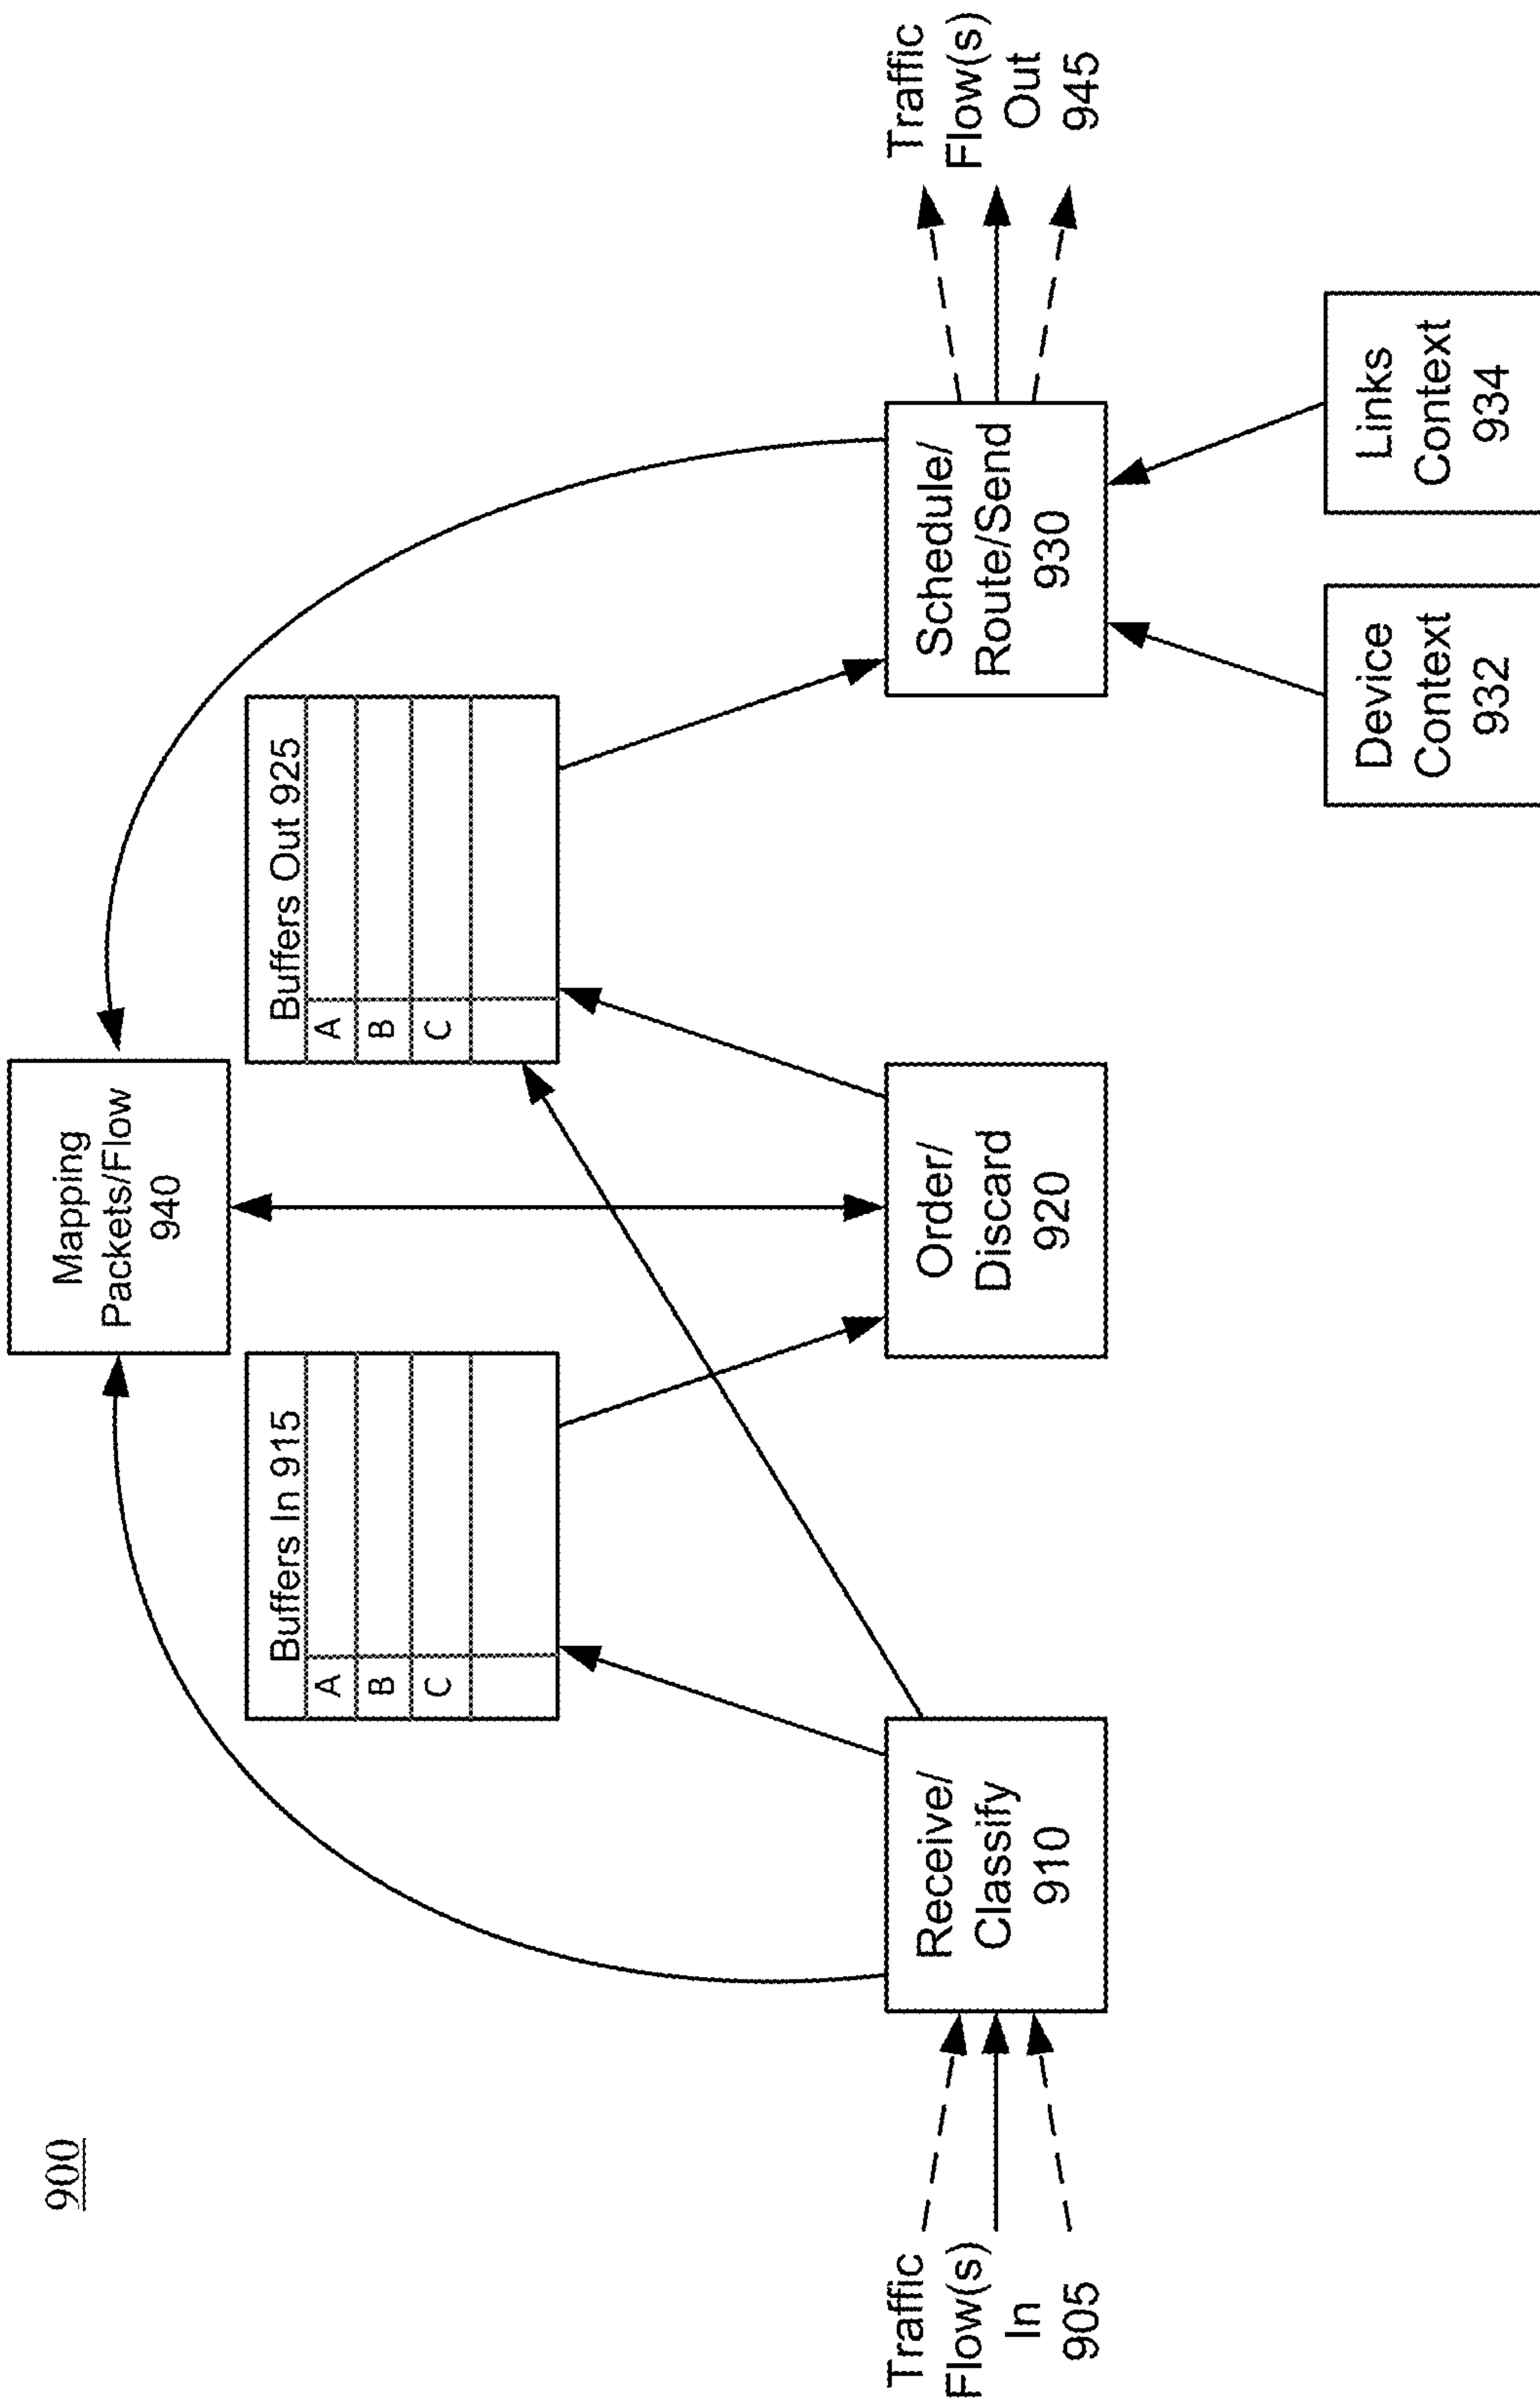 900
Mapping
Packets/Flow
940
Buffers In 915
A
B
C
Buffers Out 925
A
B
C
Traffic
Flow(s)
In
905
Receive/
Classify
910
Order/
Discard
920
Schedule/
Route/Send
930
Traffic
Flow(s)
Out
945
Device
Context
932
Links
Context
934